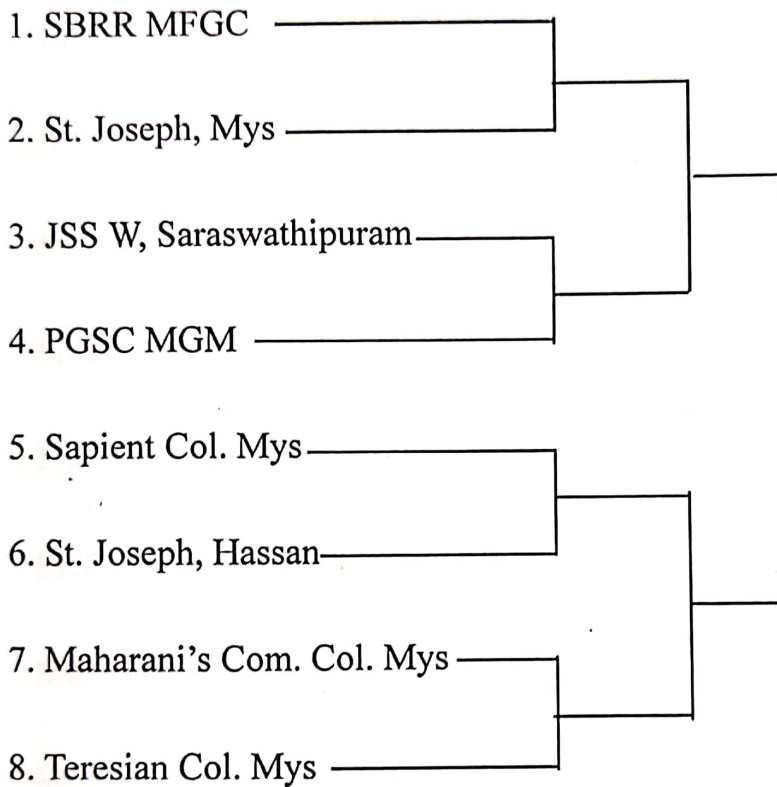 1. SBRR MFGC
2. St. Joseph, Mys
3. JSS W, Saraswathipuram
4. PGSC MGM
5. Sapient Col. Mys
6. St. Joseph, Hassan
7. Maharani's Com. Col. Mys
8. Teresian Col. Mys